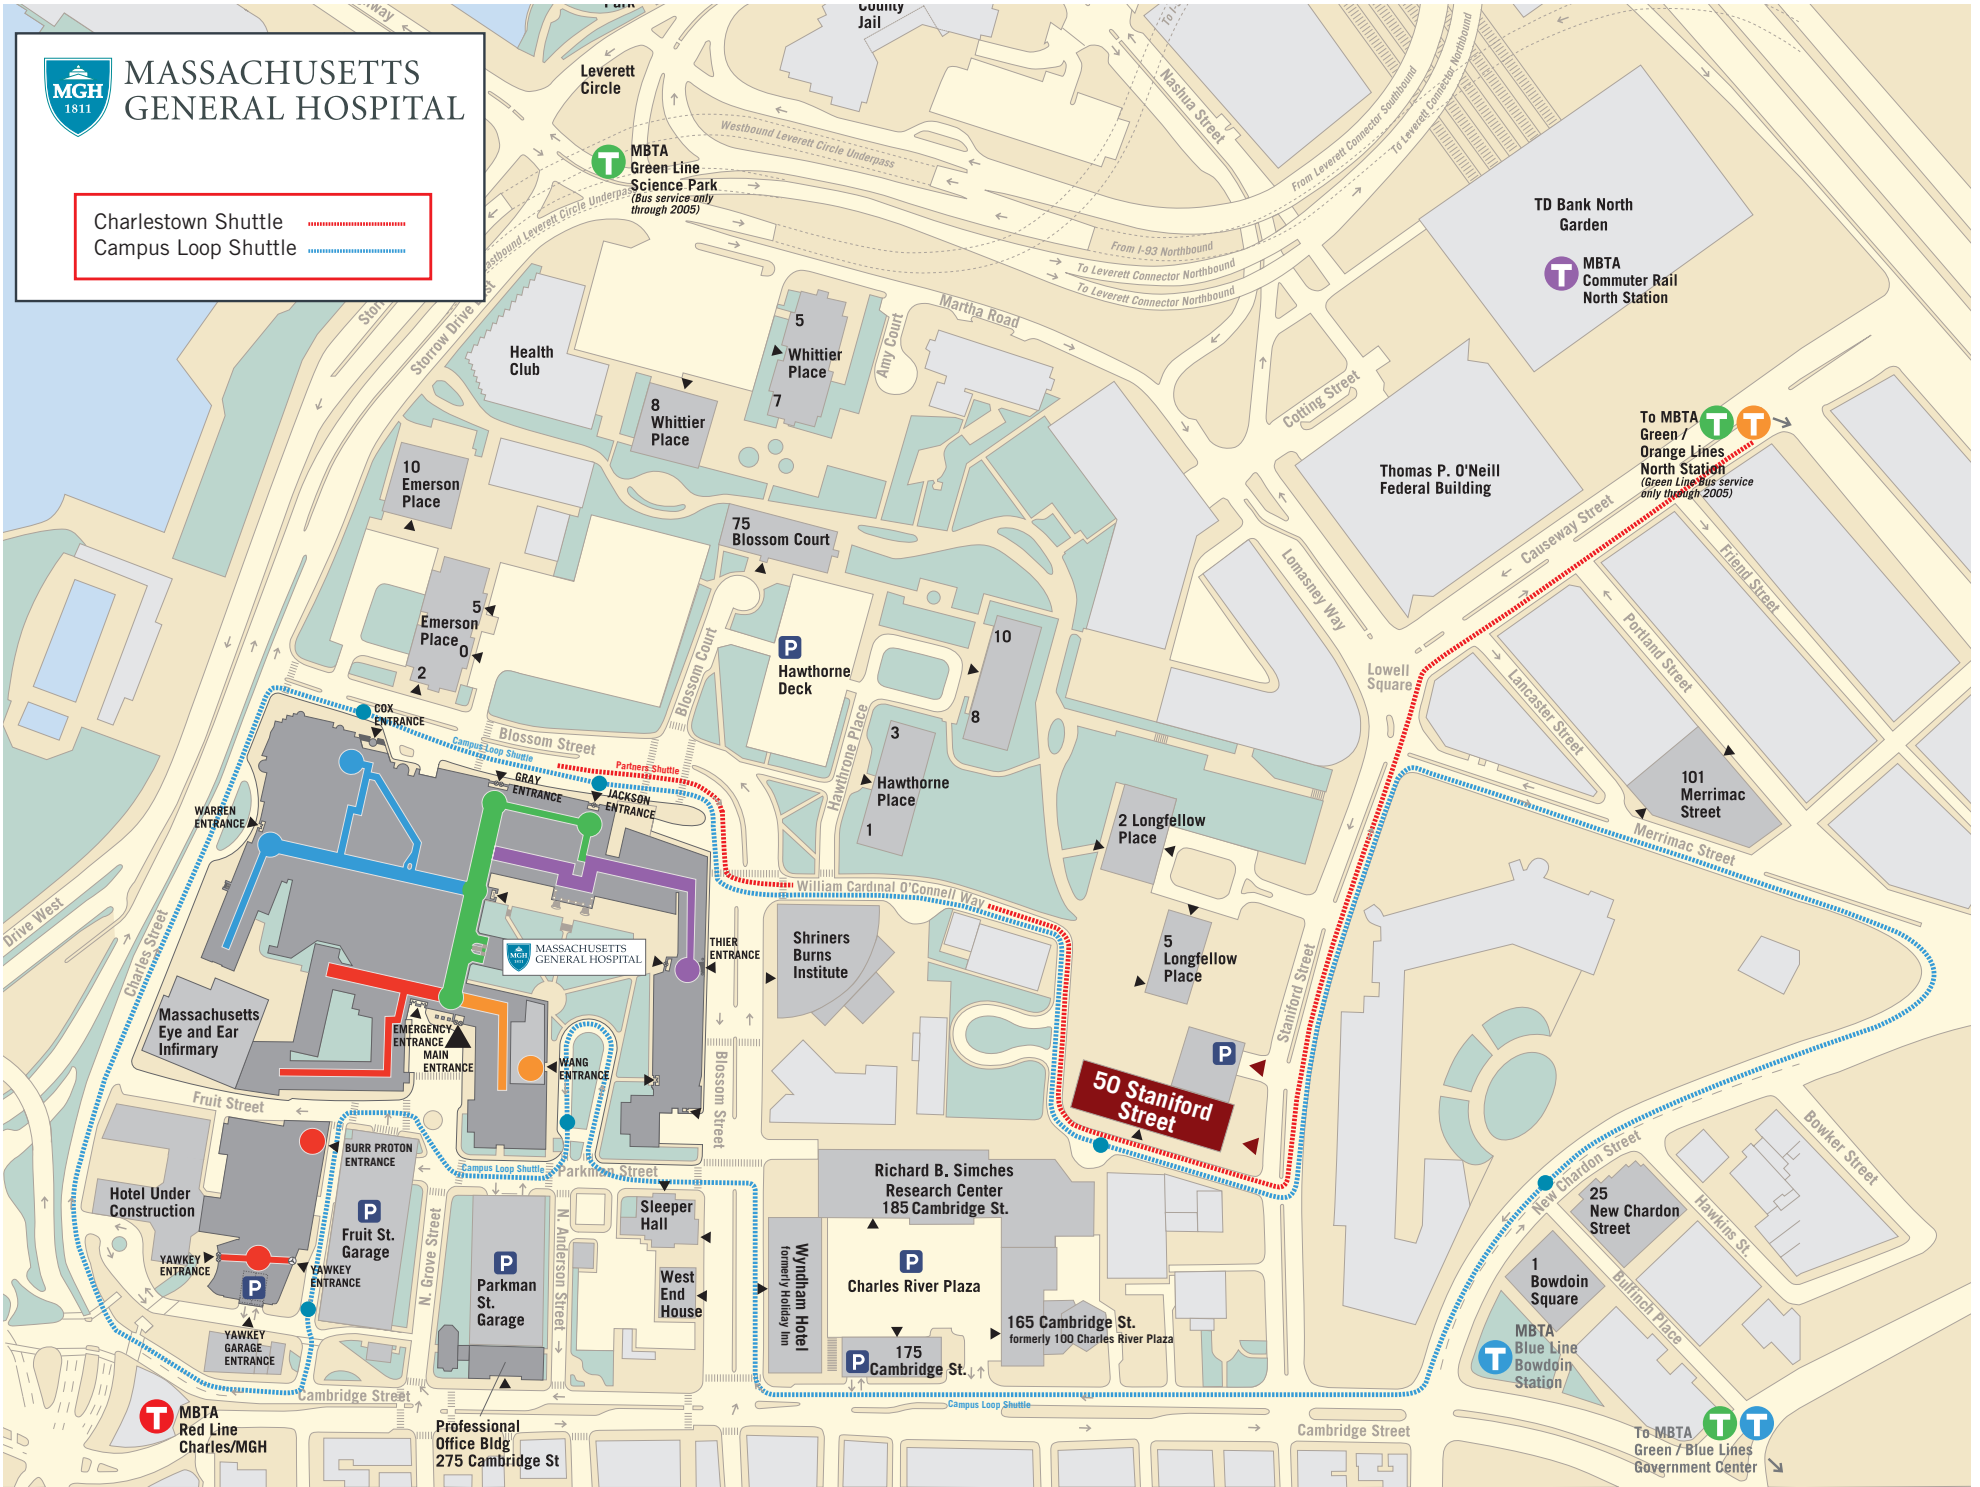 MGH
1811
MASSACHUSETTS
GENERAL HOSPITAL
Charlestown Shuttle
Campus Loop Shuttle
Leverett
Circle
County
Jail
Park
Nashua Street
Westbound Leverett Circle Underpass
From Leverett Connector Southbound
To Leverett Connector Northbound
MBTA
Green Line
Science Park
(Bus service only
through 2005)
T
From I-93 Northbound
To Leverett Connector Northbound
To Leverett Connector Northbound
Storrow Drive
TD Bank North
Garden
T
MBTA
Commuter Rail
North Station
Martha Road
Amy Court
Health
Club
5
Whittier
Place
7
8
Whittier
Place
Cotting Street
To MBTA
Green /
Orange Lines
North Station
(Green Line Bus service
only through 2005)
T
T
Thomas P. O'Neill
Federal Building
10
Emerson
Place
75
Blossom Court
Causeway Street
Friend Street
Portland Street
Lancaster Street
Lomasney Way
5
Emerson
Place
0
2
P
Hawthorne
Deck
10
8
Blossom Court
Lowell
Square
COX
ENTRANCE
Blossom Street
Campus Loop Shuttle
Partners Shuttle
Hawthrone Place
3
Hawthorne
Place
1
GRAY
ENTRANCE
JACKSON
ENTRANCE
101
Merrimac
Street
Merrimac Street
WARREN
ENTRANCE
2 Longfellow
Place
William Cardinal O'Connell Way
Drive West
Charles Street
Shriners
Burns
Institute
THIER
ENTRANCE
MGH
1811
MASSACHUSETTS
GENERAL HOSPITAL
5
Longfellow
Place
Staniford Street
Massachusetts
Eye and Ear
Infirmary
EMERGENCY
ENTRANCE
MAIN
ENTRANCE
WANG
ENTRANCE
P
50 Staniford
Street
Blossom Street
Fruit Street
BURR PROTON
ENTRANCE
Campus Loop Shuttle
Parkman Street
Richard B. Simches
Research Center
185 Cambridge St.
New Chardon Street
Bowker Street
Hawkins St.
Bulfinch Place
Hotel Under
Construction
P
Fruit St.
Garage
Sleeper
Hall
25
New Chardon
Street
YAWKEY
ENTRANCE
YAWKEY
ENTRANCE
P
N. Grove Street
P
Parkman
St.
Garage
N. Anderson Street
West
End
House
Wyndham Hotel
formerly Holiday Inn
P
Charles River Plaza
1
Bowdoin
Square
165 Cambridge St.
formerly 100 Charles River Plaza
YAWKEY
GARAGE
ENTRANCE
P
175
Cambridge St.
T
MBTA
Blue Line
Bowdoin
Station
Cambridge Street
Campus Loop Shuttle
Cambridge Street
T
MBTA
Red Line
Charles/MGH
Professional
Office Bldg
275 Cambridge St
To MBTA
Green / Blue Lines
Government Center
T
T